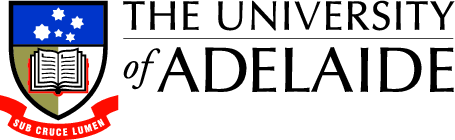 THE UNIVERSITY
of ADELAIDE
SUB CRUCE LUMEN